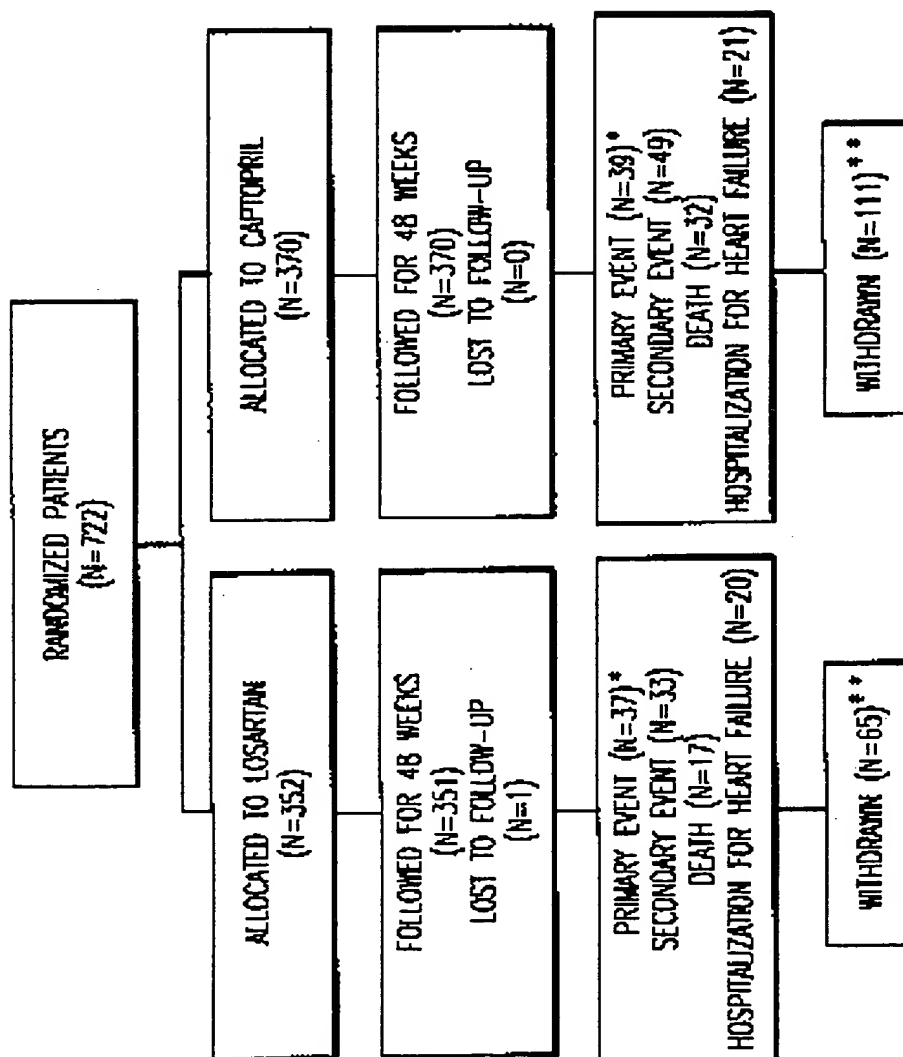 RANDOMIZED PATIENTS
(N=722)
ALLOCATED TO LOSARTAN
(N=352)
FOLLOWED FOR 48 WEEKS
(N=351)
LOST TO FOLLOW-UP
(N=1)
PRIMARY EVENT (N=37)*
SECONDARY EVENT (N=33)
DEATH (N=17)
HOSPITALIZATION FOR HEART FAILURE (N=20)
WITHDRAWN (N=65)**
ALLOCATED TO CAPTOPRIL
(N=370)
FOLLOWED FOR 48 WEEKS
(N=370)
LOST TO FOLLOW-UP
(N=0)
PRIMARY EVENT (N=39)*
SECONDARY EVENT (N=49)
DEATH (N=32)
HOSPITALIZATION FOR HEART FAILURE (N=21)
WITHDRAWN (N=111)**